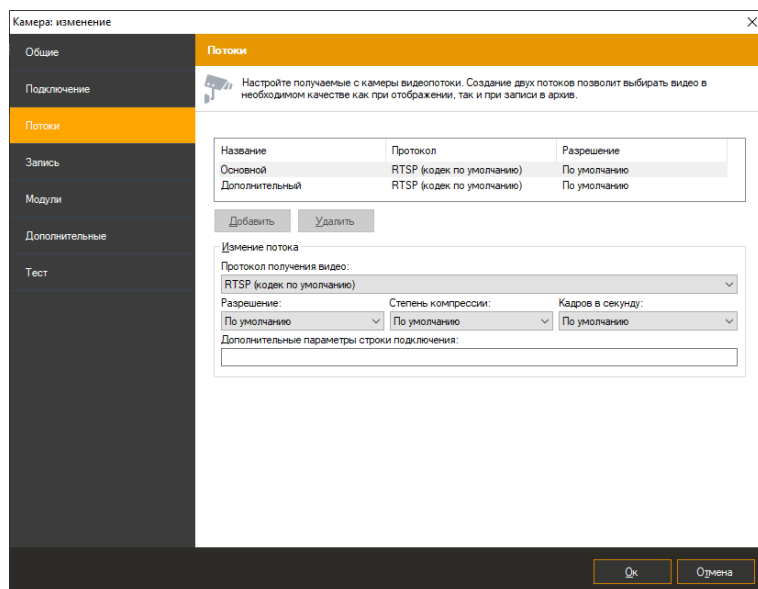 Камера: изменение
Общие
Подключение
Потоки
Запись
Модули
Дополнительные
Тест
Потоки
Настройте получаемые с камеры видеопотоки. Создание двух потоков позволит выбирать видео в
необходимом качестве как при отображении, так и при записи в архив.
Название Протокол Разрешение
Основной RTSP (кодек по умолчанию) По умолчанию
Дополнительный RTSP (кодек по умолчанию) По умолчанию
Добавить Удалить
Измение потока
Протокол получения видео:
RTSP (кодек по умолчанию)
Разрешение: Степень компрессии: Кадров в секунду:
По умолчанию По умолчанию По умолчанию
Дополнительные параметры строки подключения:
Ок Отмена